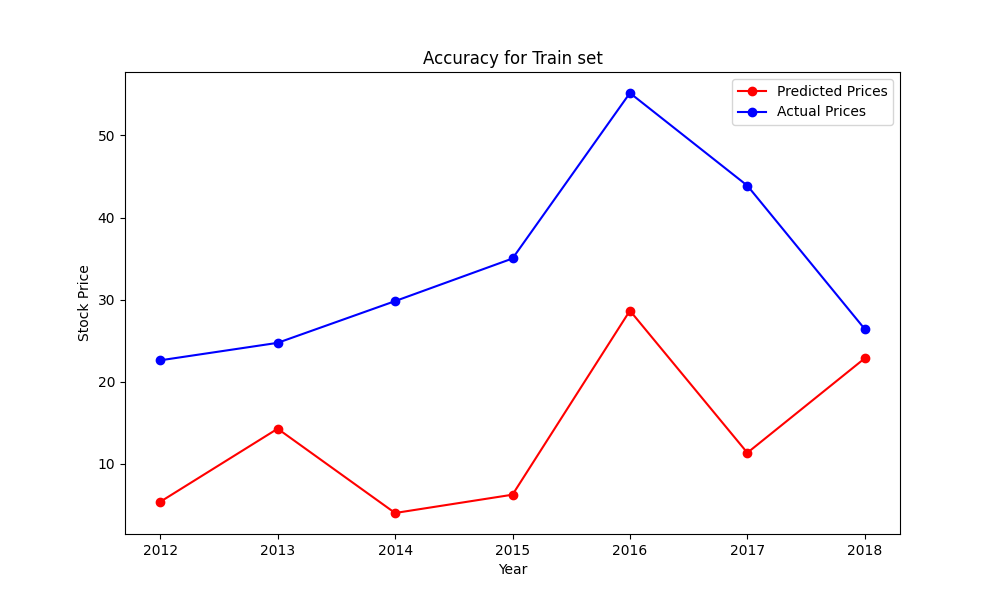 Accuracy for Train set
Predicted Prices
Actual Prices
Stock Price
50
40
30
20
10
2012 2013 2014 2015 2016 2017 2018
Year